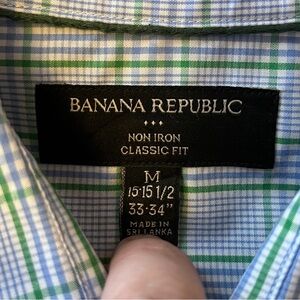 BANANA REPUBLIC
NON IRON
CLASSIC FIT
M
15-15 1/2
33-34"
MADE IN
SRI LANKA